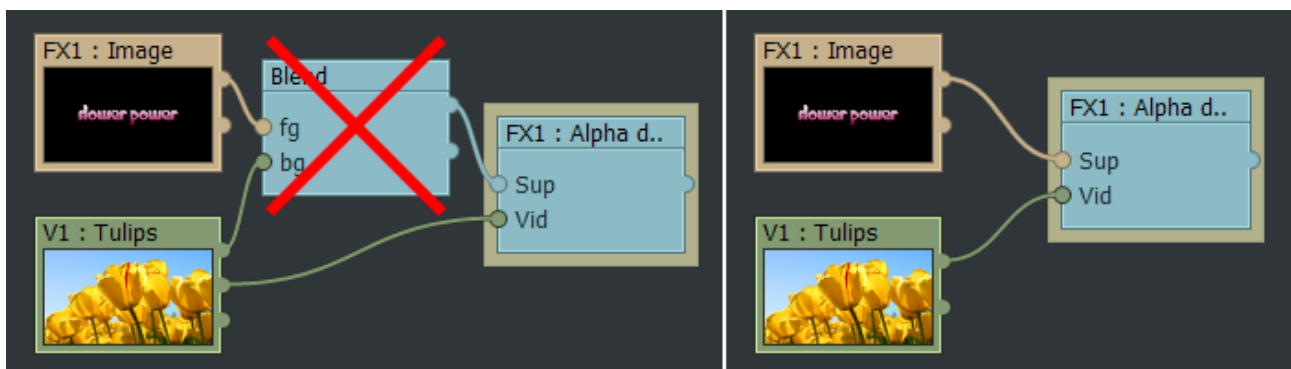 FX1 : Image
flower power
Blend
fg
bg
FX1 : Alpha d..
Sup
Vid
V1 : Tulips
FX1 : Image
flower power
FX1 : Alpha d..
Sup
Vid
V1 : Tulips